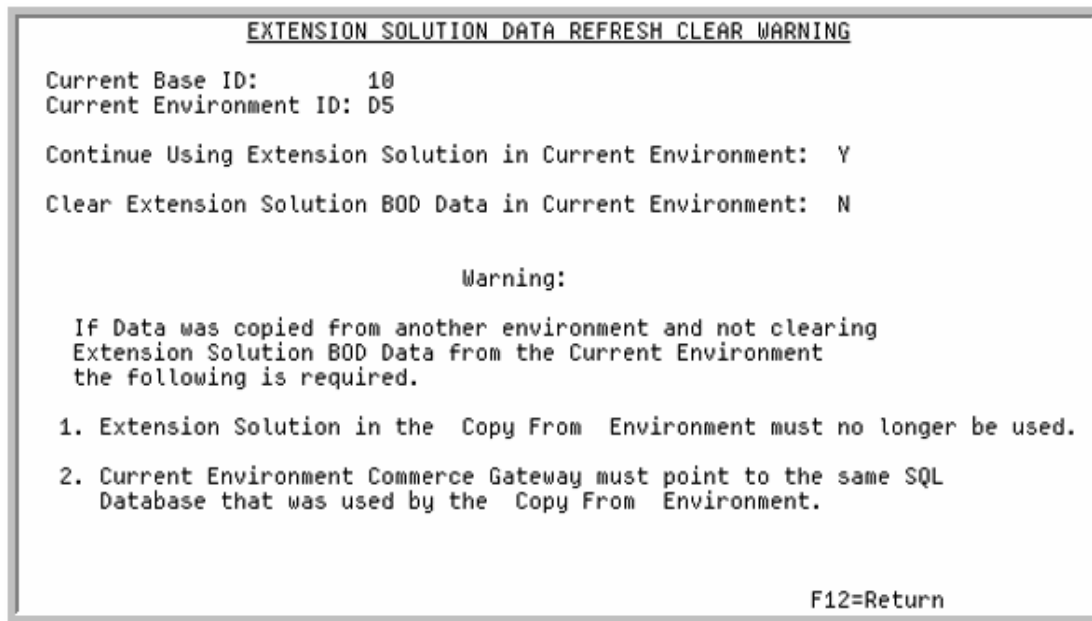 EXTENSION SOLUTION DATA REFRESH CLEAR WARNING
Current Base ID: 10
Current Environment ID: D5
Continue Using Extension Solution in Current Environment: Y
Clear Extension Solution BOD Data in Current Environment: N
Warning:
If Data was copied from another environment and not clearing
Extension Solution BOD Data from the Current Environment
the following is required.
1. Extension Solution in the Copy From Environment must no longer be used.
2. Current Environment Commerce Gateway must point to the same SQL
Database that was used by the Copy From Environment.
F12=Return